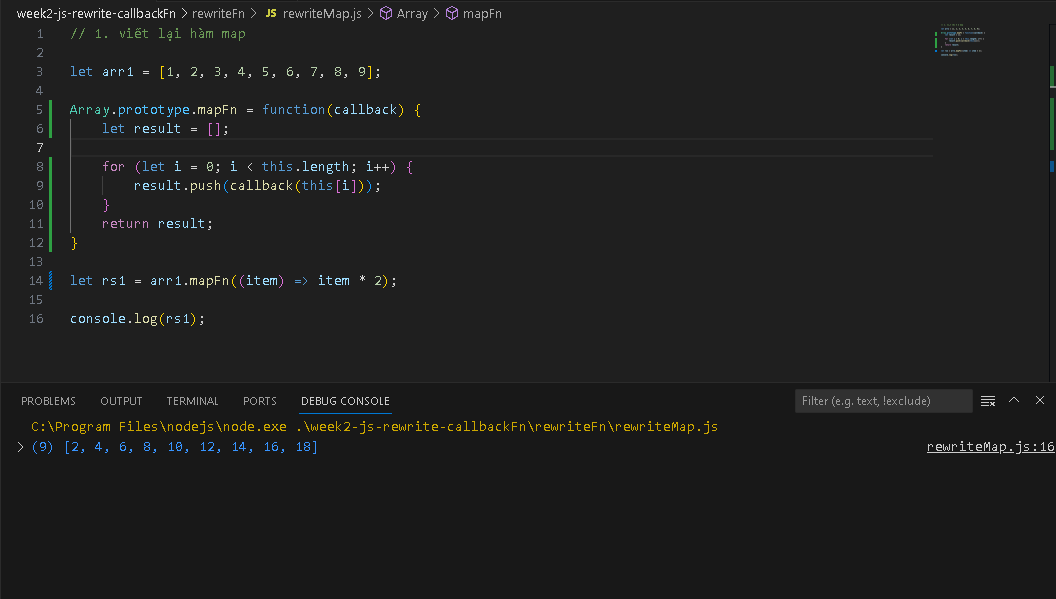 week2-js-rewrite-callbackFn > rewriteFn > JS rewriteMap.js > Array > mapFn
1 // 1. viết lại hàm map
2
3 let arr1 = [1, 2, 3, 4, 5, 6, 7, 8, 9];
4
5 Array.prototype.mapFn = function(callback) {
6 let result = [];
7
8 for (let i = 0; i < this.length; i++) {
9 result.push(callback(this[i]));
10 }
11 return result;
12 }
13
14 let rs1 = arr1.mapFn((item) => item * 2);
15
16 console.log(rs1);
PROBLEMS OUTPUT TERMINAL PORTS DEBUG CONSOLE Filter (e.g. text, !exclude)
C:\Program Files\nodejs\node.exe .\week2-js-rewrite-callbackFn\rewriteFn\rewriteMap.js
> (9) [2, 4, 6, 8, 10, 12, 14, 16, 18] rewriteMap.js:16